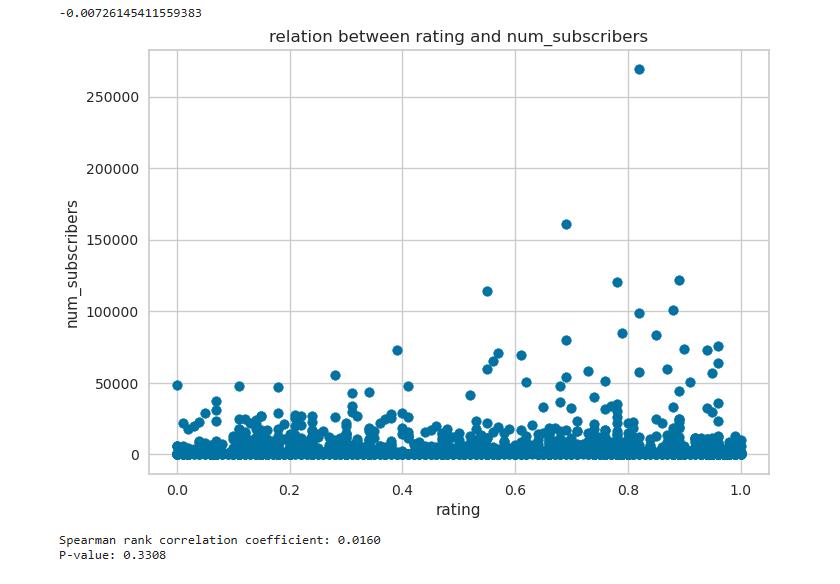 -0.00726145411559383
relation between rating and num_subscribers
250000
200000
150000
100000
50000
0
num_subscribers
0.0 0.2 0.4 0.6 0.8 1.0
rating
Spearman rank correlation coefficient: 0.0160
P-value: 0.3308